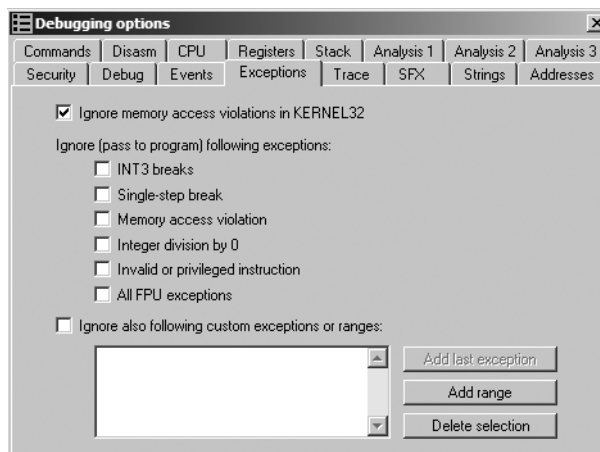 Debugging options
Commands Disasm CPU Registers Stack Analysis 1 Analysis 2 Analysis 3
Security Debug Events Exceptions Trace SFX Strings Addresses
Ignore memory access violations in KERNEL32
Ignore (pass to program) following exceptions:
INT3 breaks
Single-step break
Memory access violation
Integer division by 0
Invalid or privileged instruction
All FPU exceptions
Ignore also following custom exceptions or ranges:
Add last exception
Add range
Delete selection